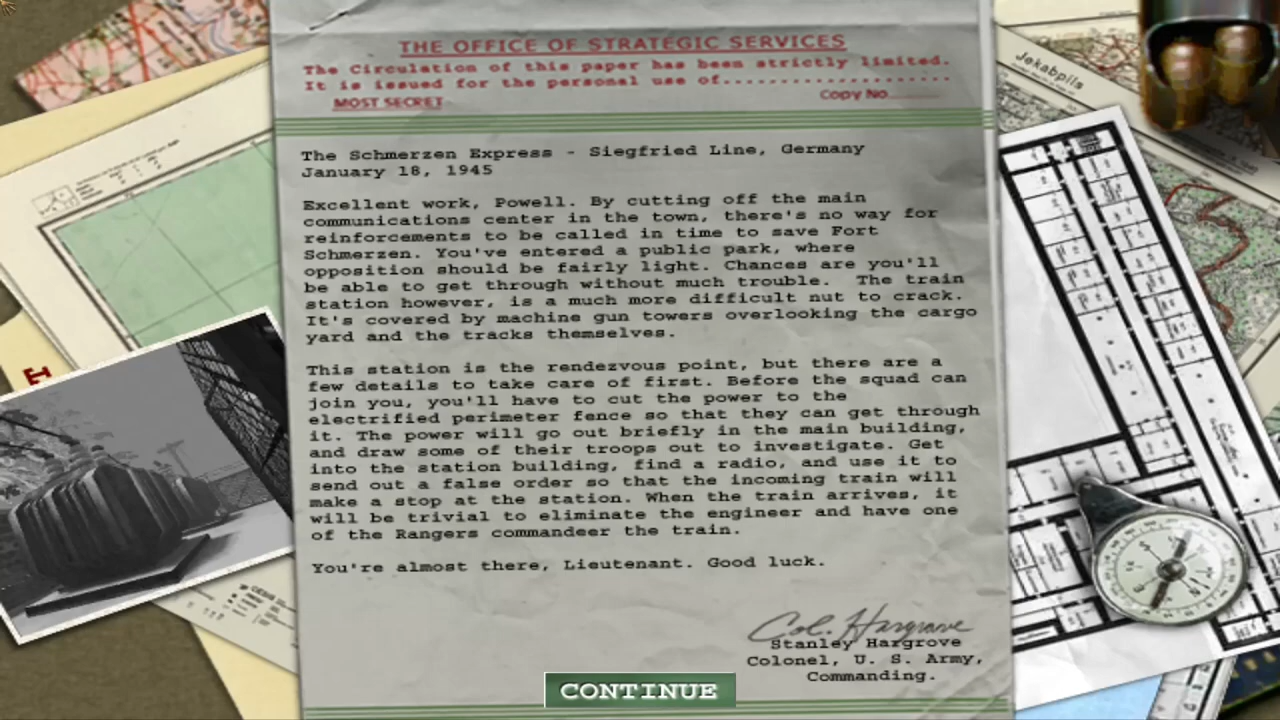 THE OFFICE OF STRATEGIC SERVICES
The Circulation of this paper has been strictly limited.
It is issued for the personal use of.....................
MOST SECRET
Copy No.......
Jekabpils
The Schmerzen Express - Siegfried Line, Germany
January 18, 1945
Excellent work, Powell. By cutting off the main
communications center in the town, there's no way for
reinforcements to be called in time to save Fort
Schmerzen. You've entered a public park, where
opposition should be fairly light. Chances are you'll
be able to get through without much trouble. The train
station however, is a much more difficult nut to crack.
It's covered by machine gun towers overlooking the cargo
yard and the tracks themselves.
This station is the rendezvous point, but there are a
few details to take care of first. Before the squad can
join you, you'll have to cut the power to the
electrified perimeter fence so that they can get through
it. The power will go out briefly in the main building,
and draw some of their troops out to investigate. Get
into the station building, find a radio, and use it to
send out a false order so that the incoming train will
make a stop at the station. When the train arrives, it
will be trivial to eliminate the engineer and have one
of the Rangers commandeer the train.
You're almost there, Lieutenant. Good luck.
Col. Hargrove
Stanley Hargrove
Colonel, U. S. Army,
Commanding.
CONTINUE